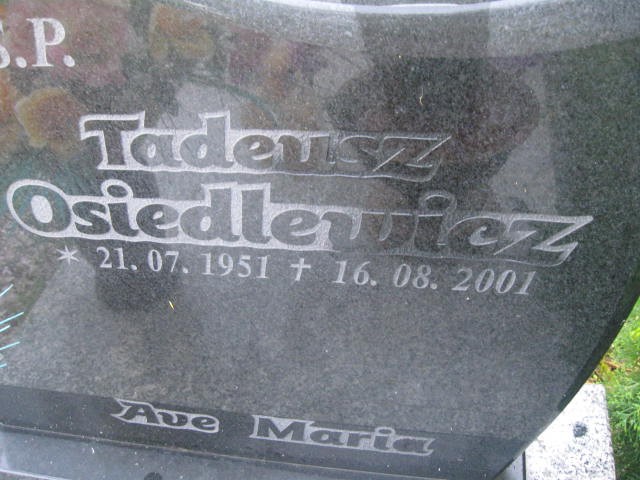 Ś.P.
Tadeusz
Osiedlewicz
* 21. 07. 1951 † 16. 08. 2001
Ave Maria